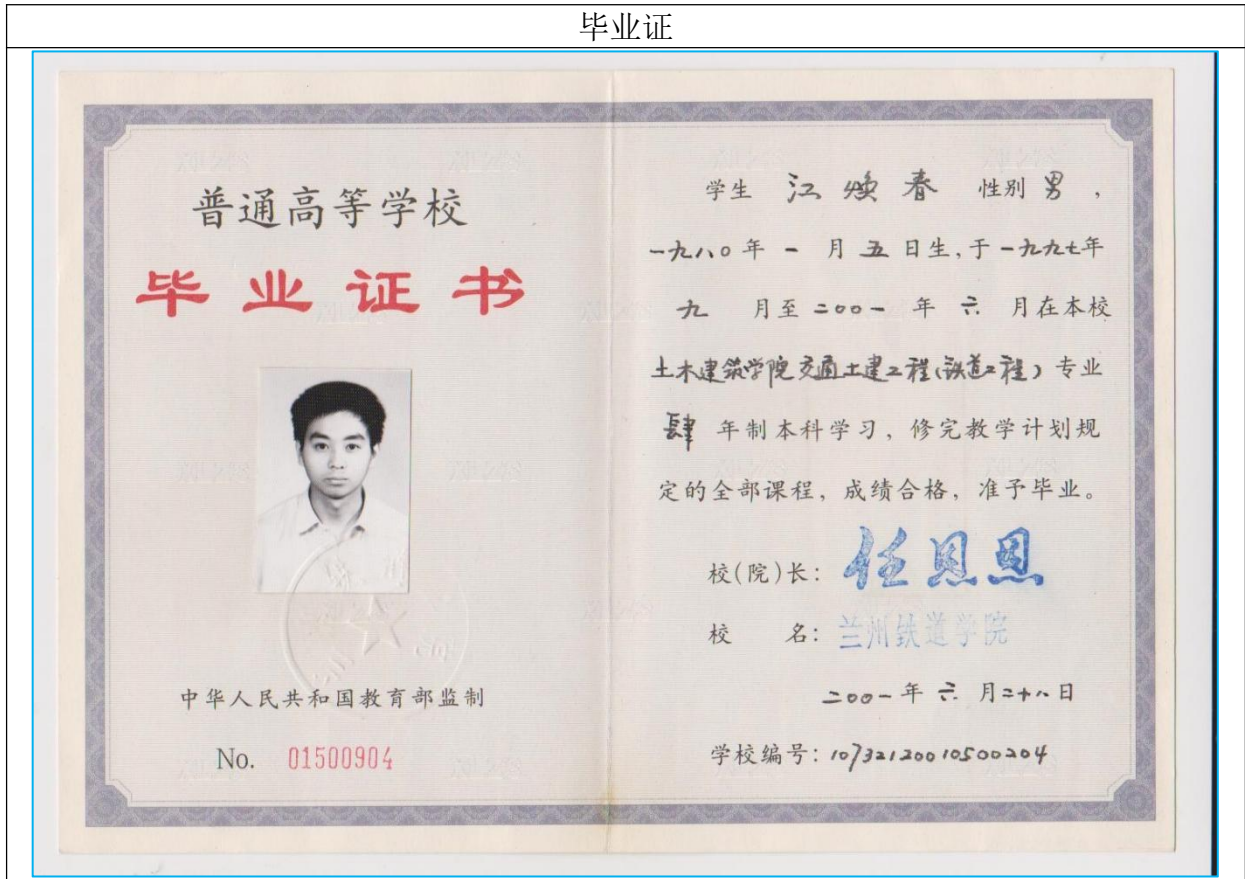 毕业证
普通高等学校
毕业证书
中华人民共和国教育部监制
No. 01500904
学生 江焕春 性别 男，
一九八〇年 一 月 五 日生，于一九九七年
九 月至 二〇〇一 年 六 月在本校
土木建筑学院交通土建工程(铁道工程) 专业
肆 年制本科学习，修完教学计划规
定的全部课程，成绩合格，准予毕业。
校(院)长：任恩恩
校 名：兰州铁道学院
二〇〇一年 六 月二十八日
学校编号：10732120010500204